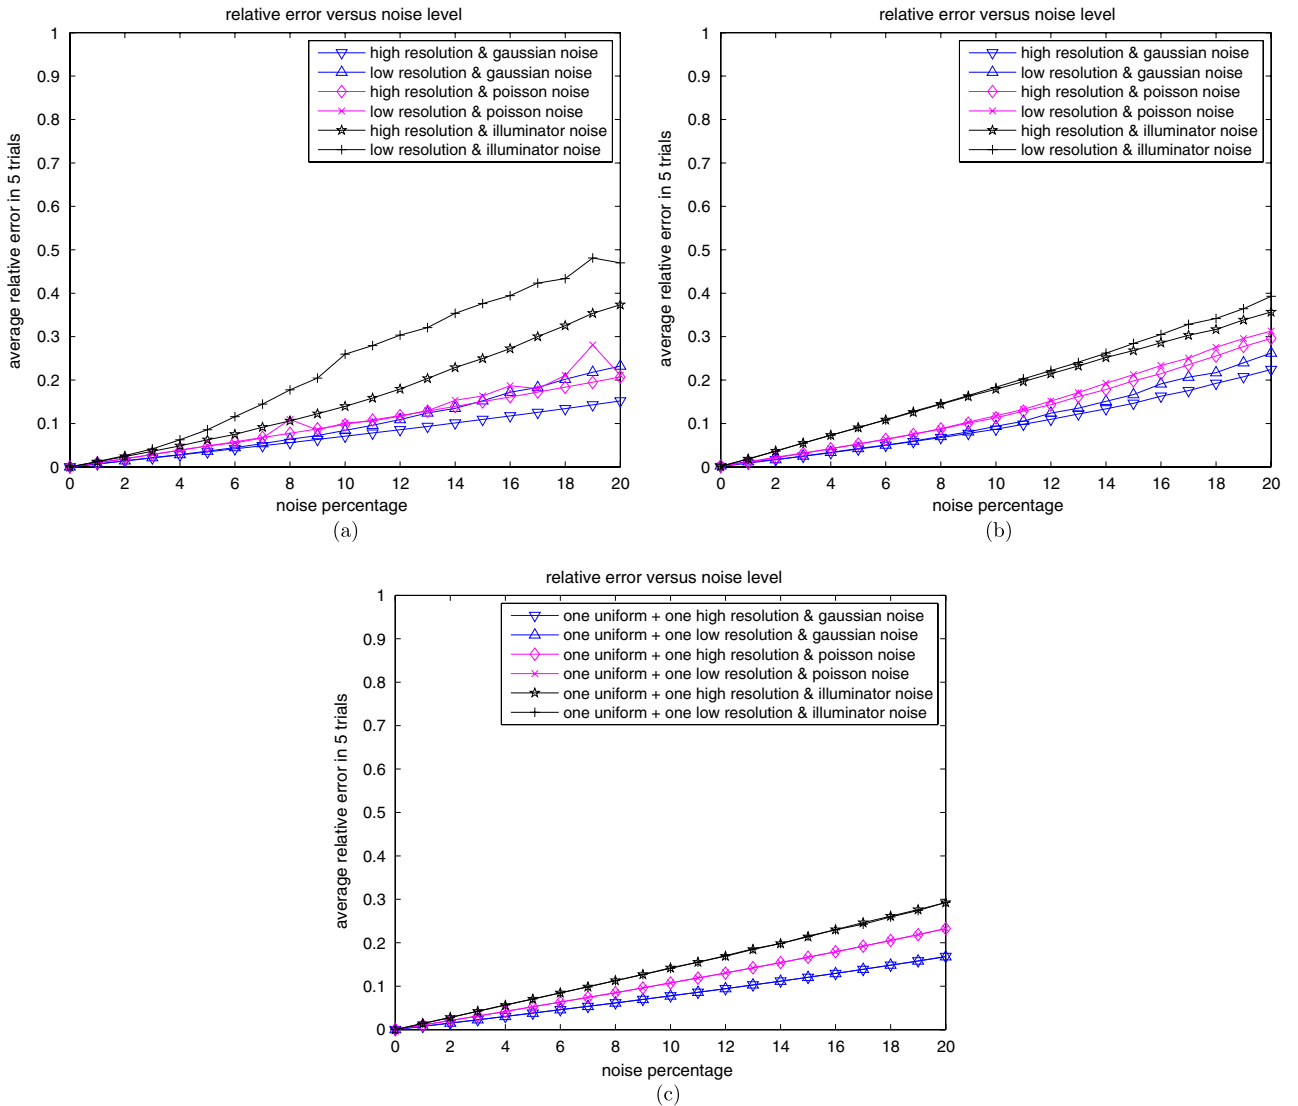 relative error versus noise level
1
0.9
0.8
0.7
0.6
0.5
0.4
0.3
0.2
0.1
0
average relative error in 5 trials
high resolution & gaussian noise
low resolution & gaussian noise
high resolution & poisson noise
low resolution & poisson noise
high resolution & illuminator noise
low resolution & illuminator noise
0 2 4 6 8 10 12 14 16 18 20
noise percentage
(a)
relative error versus noise level
1
0.9
0.8
0.7
0.6
0.5
0.4
0.3
0.2
0.1
0
average relative error in 5 trials
high resolution & gaussian noise
low resolution & gaussian noise
high resolution & poisson noise
low resolution & poisson noise
high resolution & illuminator noise
low resolution & illuminator noise
0 2 4 6 8 10 12 14 16 18 20
noise percentage
(b)
relative error versus noise level
1
0.9
0.8
0.7
0.6
0.5
0.4
0.3
0.2
0.1
0
average relative error in 5 trials
one uniform + one high resolution & gaussian noise
one uniform + one low resolution & gaussian noise
one uniform + one high resolution & poisson noise
one uniform + one low resolution & poisson noise
one uniform + one high resolution & illuminator noise
one uniform + one low resolution & illuminator noise
0 2 4 6 8 10 12 14 16 18 20
noise percentage
(c)